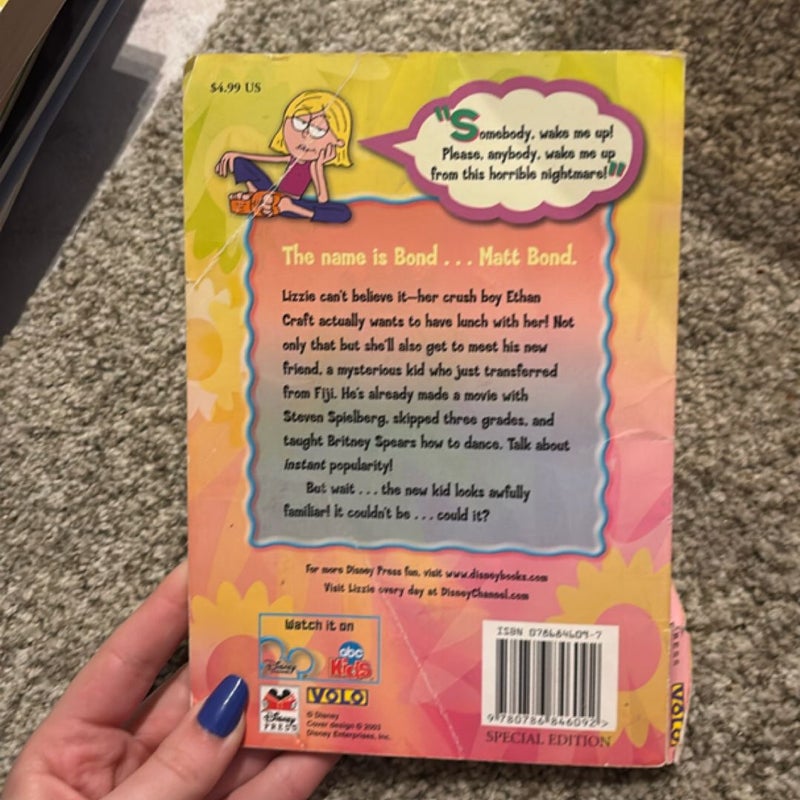 $4.99 US
"Somebody, wake me up!
Please, anybody, wake me up
from this horrible nightmare!"
The name is Bond . . . Matt Bond.
Lizzie can't believe it—her crush boy Ethan
Craft actually wants to have lunch with her! Not
only that but she'll also get to meet his new
friend, a mysterious kid who just transferred
from Fiji. He's already made a movie with
Steven Spielberg, skipped three grades, and
taught Britney Spears how to dance. Talk about
instant popularity!
But wait . . . the new kid looks awfully
familiar! It couldn't be . . . could it?
For more Disney Press fun, visit www.disneybooks.com
Visit Lizzie every day at DisneyChannel.com
Watch it on
Disney
abc
Kids
Disney
PRESS
VOLO
© Disney
Cover design © 2003
Disney Enterprises, Inc.
ISBN 078684609-7
9 780786 846092 >
SPECIAL EDITION
PRESS
VOLO